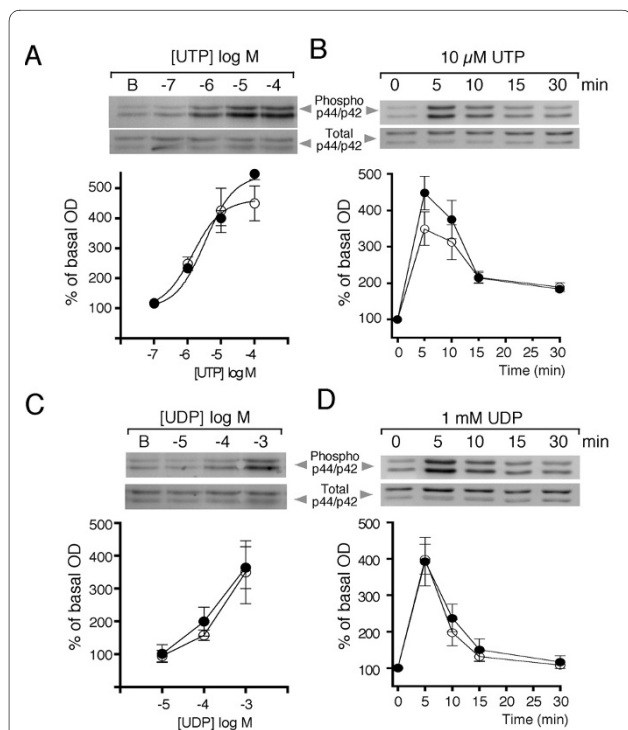 A
[UTP] log M
B -7 -6 -5 -4
Phospho
p44/p42
Total
p44/p42
% of basal OD
500
400
300
200
100
-7 -6 -5 -4
[UTP] log M
B
10 µM UTP
0 5 10 15 30 min
% of basal OD
500
400
300
200
100
0 5 10 15 20 25 30
Time (min)
C
[UDP] log M
B -5 -4 -3
Phospho
p44/p42
Total
p44/p42
% of basal OD
500
400
300
200
100
-5 -4 -3
[UDP] log M
D
1 mM UDP
0 5 10 15 30 min
% of basal OD
500
400
300
200
100
0 5 10 15 20 25 30
Time (min)